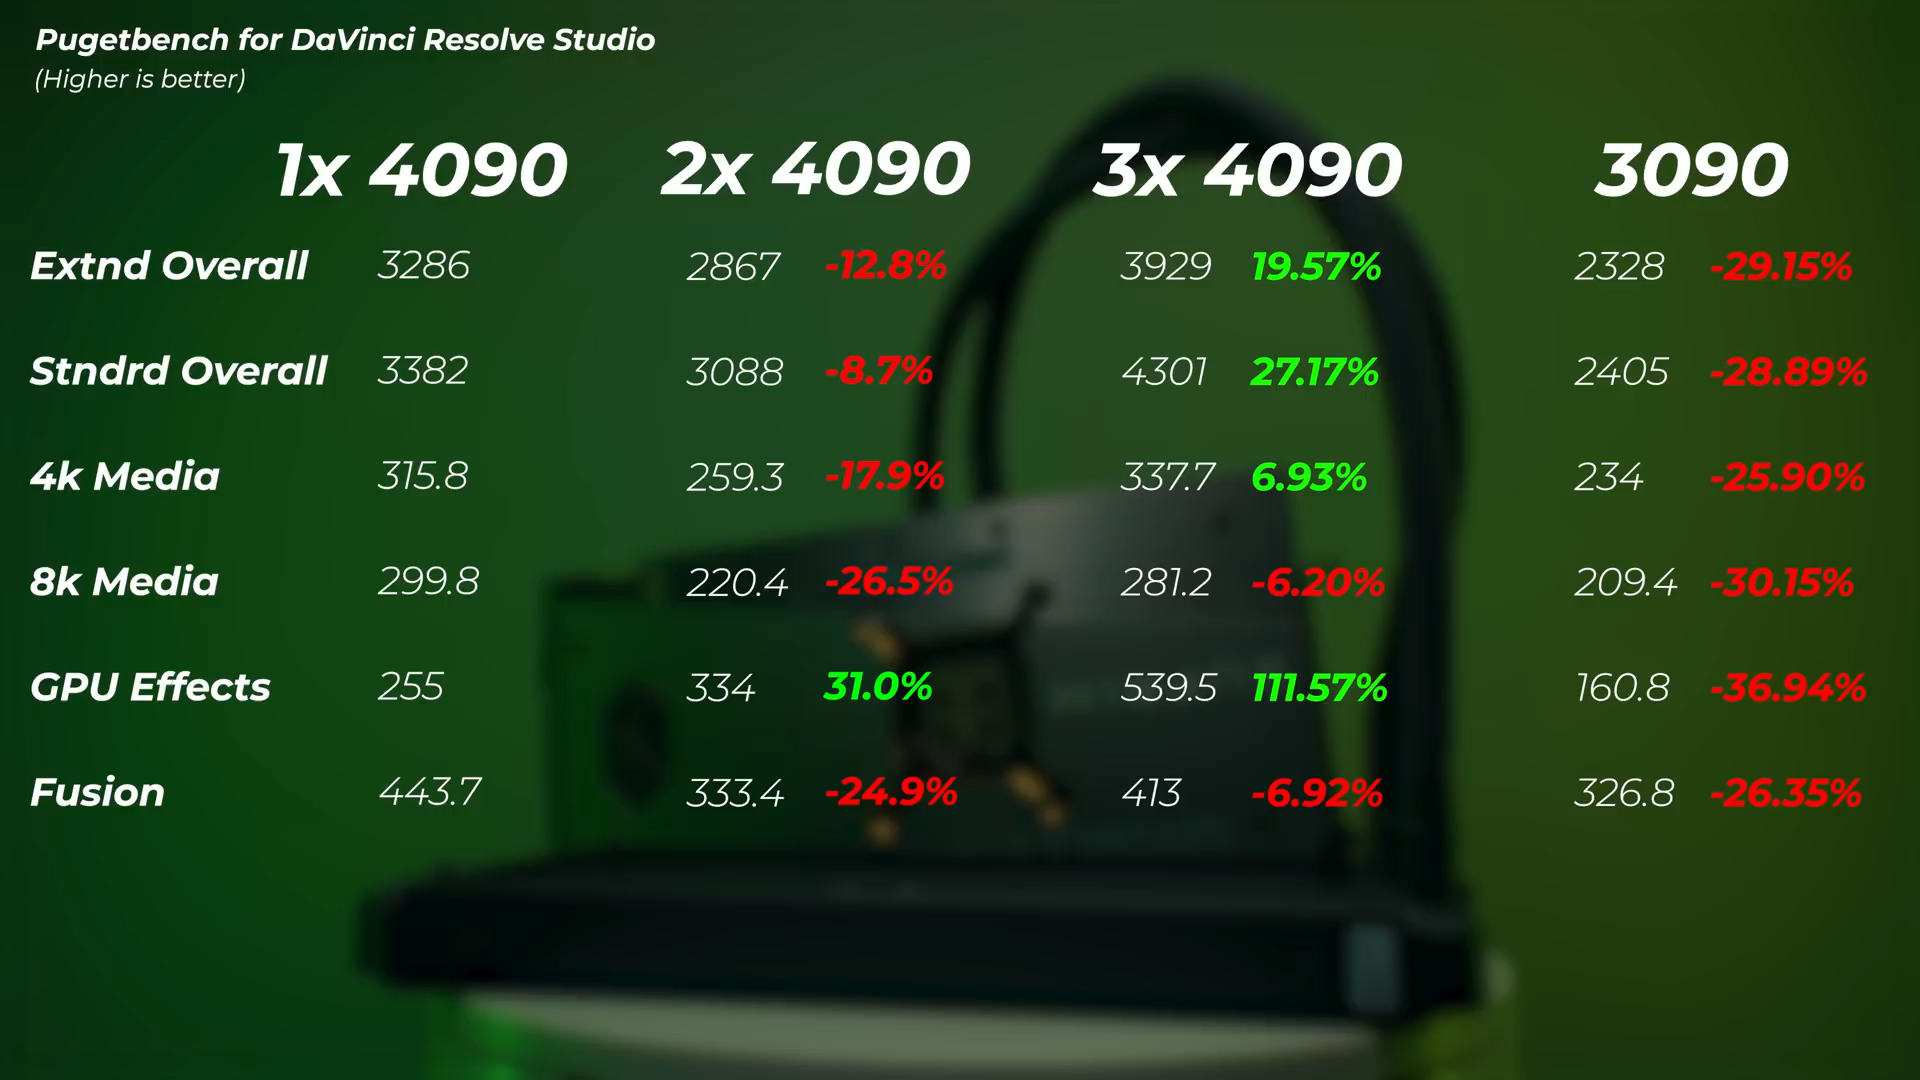 Pugetbench for DaVinci Resolve Studio
(Higher is better)
1x 4090 2x 4090 3x 4090 3090
Extnd Overall 3286 2867 -12.8% 3929 19.57% 2328 -29.15%
Stndrd Overall 3382 3088 -8.7% 4301 27.17% 2405 -28.89%
4k Media 315.8 259.3 -17.9% 337.7 6.93% 234 -25.90%
8k Media 299.8 220.4 -26.5% 281.2 -6.20% 209.4 -30.15%
GPU Effects 255 334 31.0% 539.5 111.57% 160.8 -36.94%
Fusion 443.7 333.4 -24.9% 413 -6.92% 326.8 -26.35%